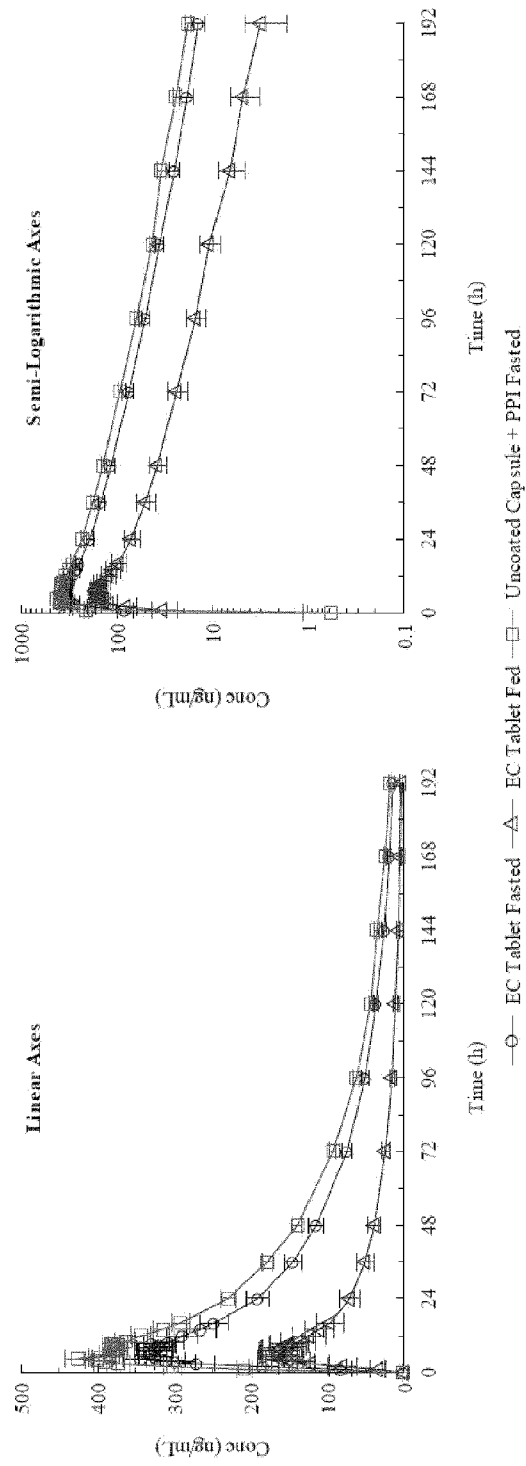 Linear Axes
Conc (ng/mL)
500
400
300
200
100
0
0 24 48 72 96 120 144 168 192
Time (h)
Semi-Logarithmic Axes
Conc (ng/mL)
1000
100
10
1
0.1
0 24 48 72 96 120 144 168 192
Time (h)
EC Tablet Fasted EC Tablet Fed Uncoated Capsule + PPI Fasted